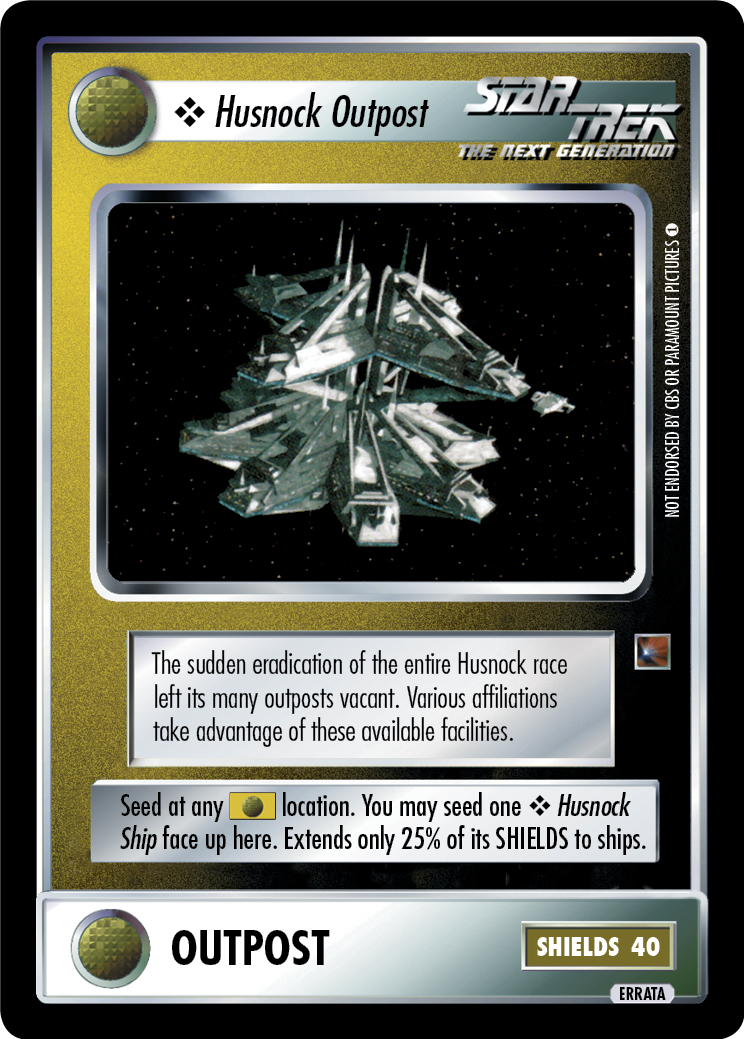 ❖ Husnock Outpost
STAR TREK
THE NEXT GENERATION
NOT ENDORSED BY CBS OR PARAMOUNT PICTURES 1
The sudden eradication of the entire Husnock race
left its many outposts vacant. Various affiliations
take advantage of these available facilities.
Seed at any location. You may seed one ❖ Husnock
Ship face up here. Extends only 25% of its SHIELDS to ships.
OUTPOST
SHIELDS 40
ERRATA